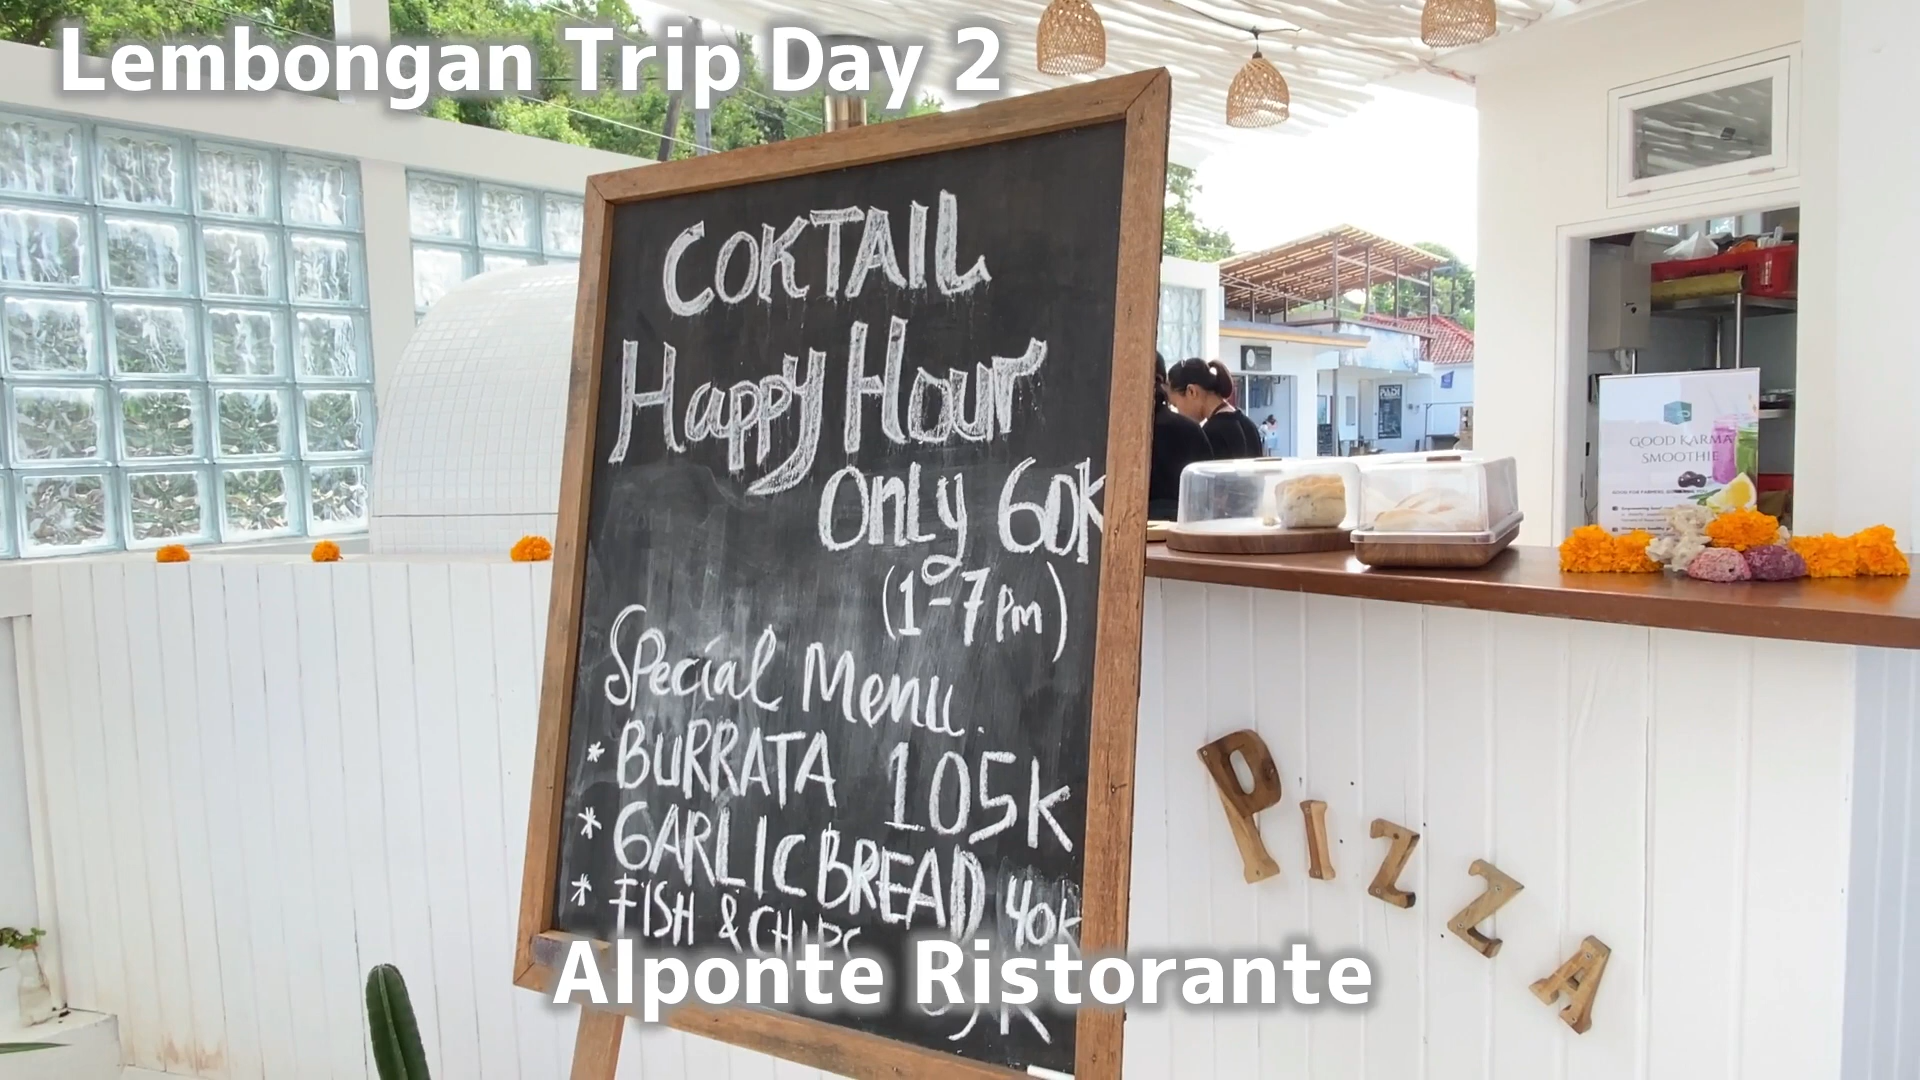 Lembongan Trip Day 2
COKTAIL
Happy Hour
Only 60K
(1-7 Pm)
Special Menu.
* BURRATA 105K
* GARLIC BREAD 40K
* FISH & CHIPS
Alponte Ristorante
GOOD KARMA
SMOOTHIE
PIZZA